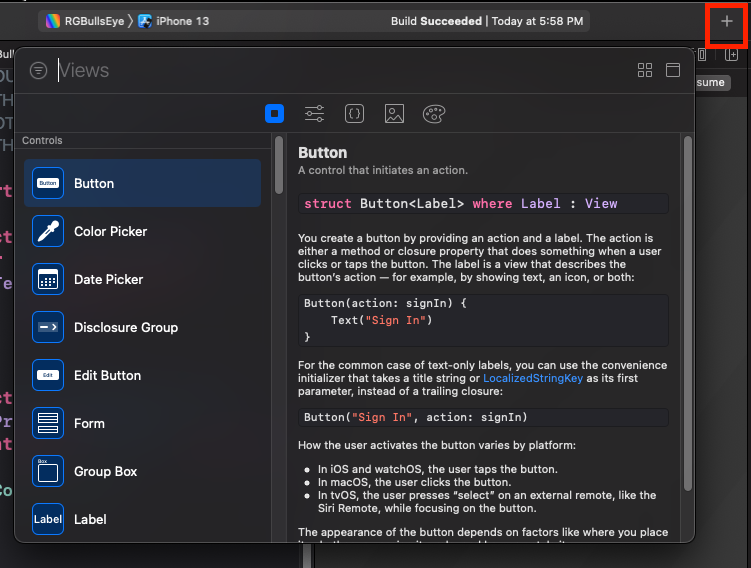 RGBullsEye
iPhone 13
Build Succeeded | Today at 5:58 PM
Views
sume
Controls
Button
Button
Color Picker
Date Picker
Disclosure Group
Edit
Edit Button
Form
Box
Group Box
Label
Label
Button
A control that initiates an action.
struct Button<Label> where Label : View
You create a button by providing an action and a label. The action is
either a method or closure property that does something when a user
clicks or taps the button. The label is a view that describes the
button's action — for example, by showing text, an icon, or both:
Button(action: signIn) {
Text("Sign In")
}
For the common case of text-only labels, you can use the convenience
initializer that takes a title string or LocalizedStringKey as its first
parameter, instead of a trailing closure:
Button("Sign In", action: signIn)
How the user activates the button varies by platform:
• In iOS and watchOS, the user taps the button.
• In macOS, the user clicks the button.
• In tvOS, the user presses “select” on an external remote, like the
Siri Remote, while focusing on the button.
The appearance of the button depends on factors like where you place